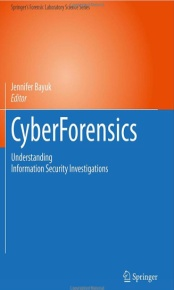 Springer's Forensic Laboratory Science Series
Jennifer Bayuk
Editor
CyberForensics
Understanding
Information Security Investigations
Springer